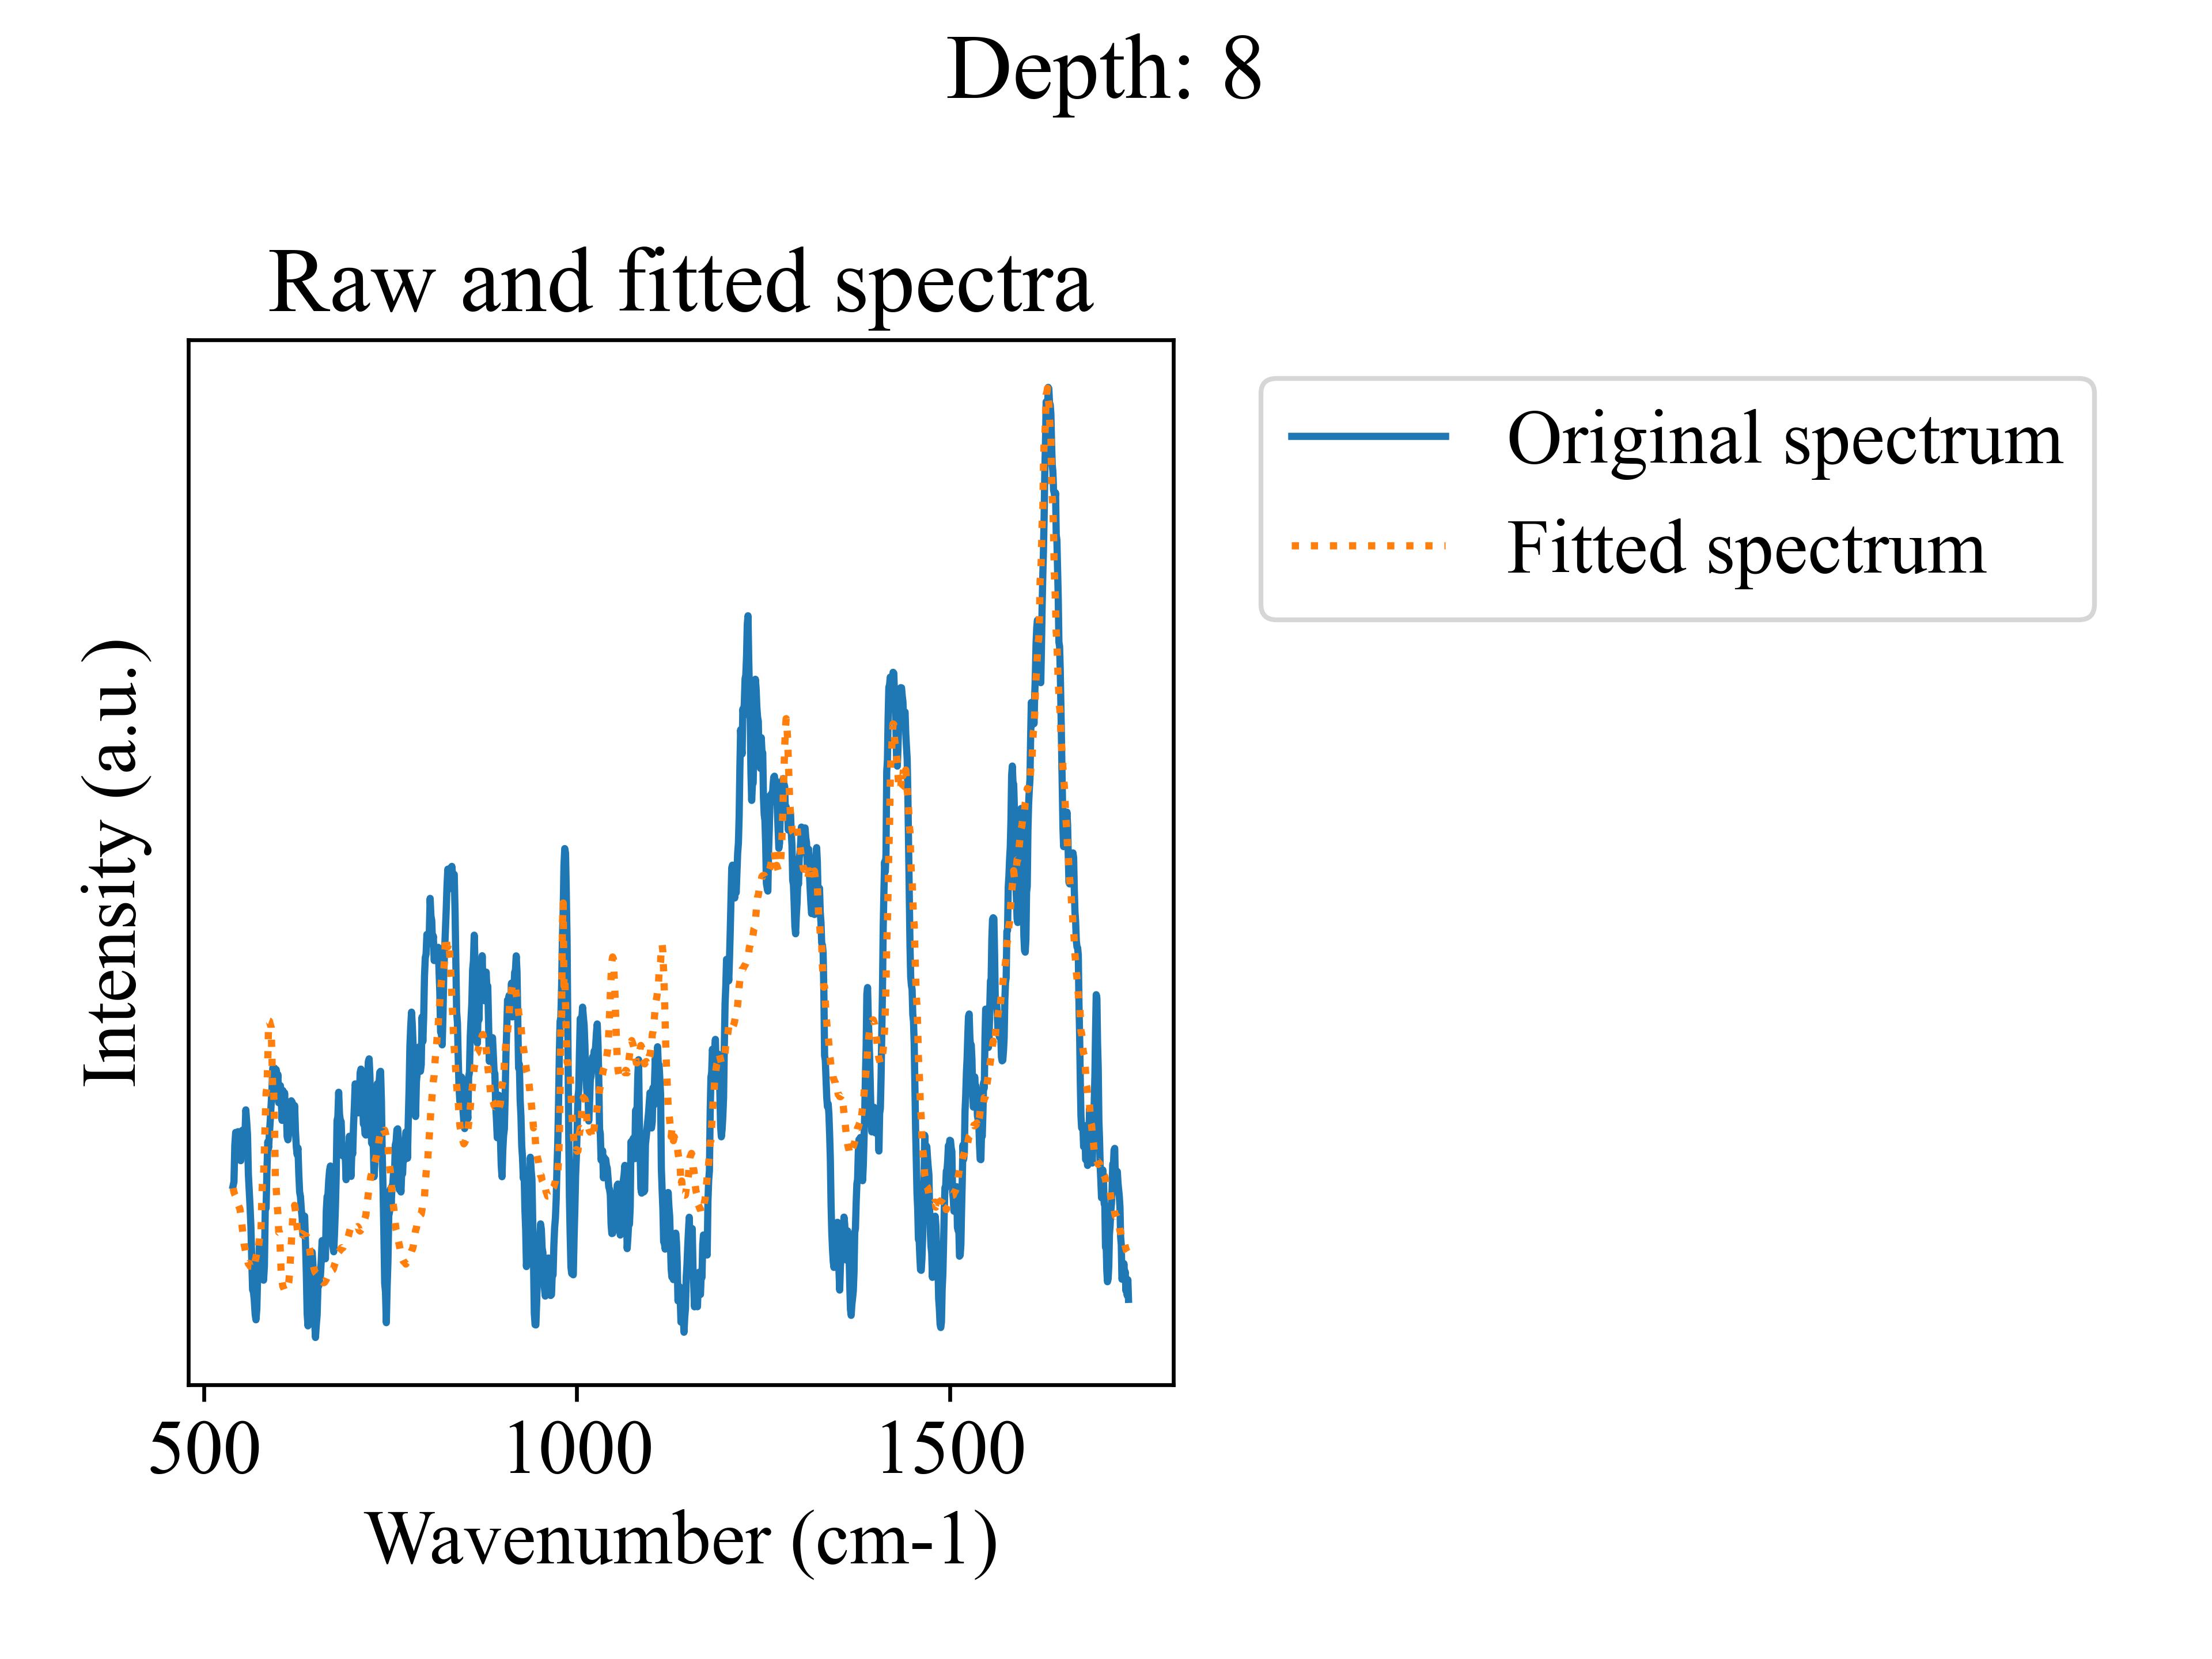 Depth: 8
Raw and fitted spectra
Original spectrum
Fitted spectrum
Intensity (a.u.)
500 1000 1500
Wavenumber (cm-1)